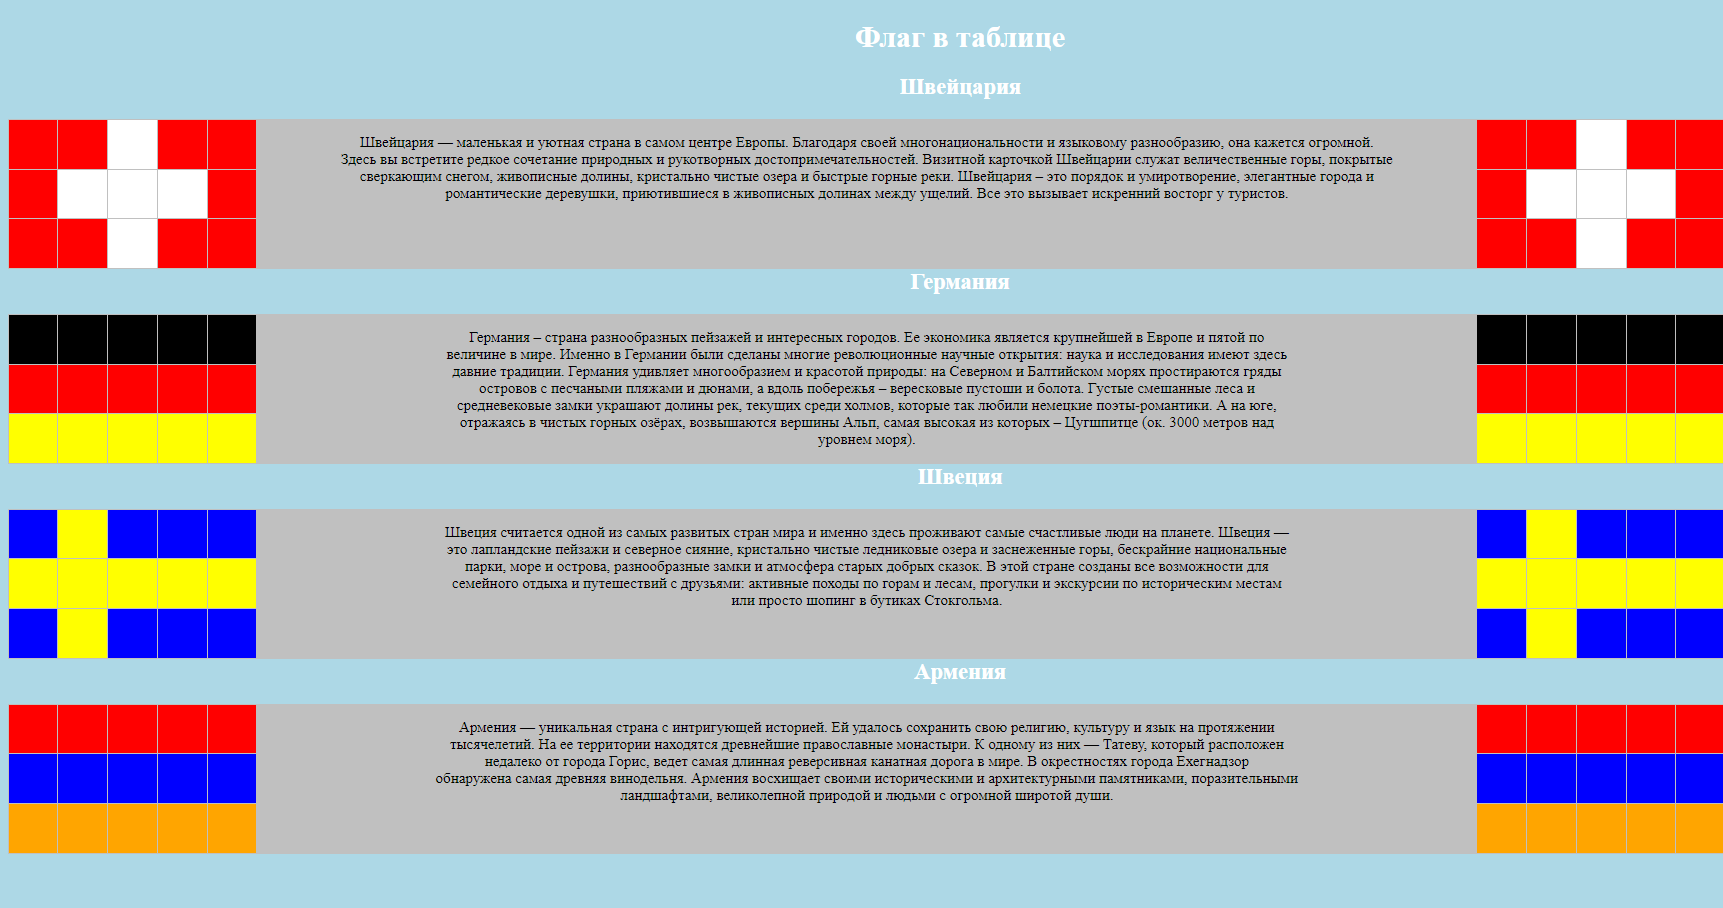 Флаг в таблице
Швейцария
Швейцария — маленькая и уютная страна в самом центре Европы. Благодаря своей многонациональности и языковому разнообразию, она кажется огромной.
Здесь вы встретите редкое сочетание природных и рукотворных достопримечательностей. Визитной карточкой Швейцарии служат величественные горы, покрытые
сверкающим снегом, живописные долины, кристально чистые озера и быстрые горные реки. Швейцария – это порядок и умиротворение, элегантные города и
романтические деревушки, приютившиеся в живописных долинах между ущелий. Все это вызывает искренний восторг у туристов.
Германия
Германия – страна разнообразных пейзажей и интересных городов. Ее экономика является крупнейшей в Европе и пятой по
величине в мире. Именно в Германии были сделаны многие революционные научные открытия: наука и исследования имеют здесь
давние традиции. Германия удивляет многообразием и красотой природы: на Северном и Балтийском морях простираются гряды
островов с песчаными пляжами и дюнами, а вдоль побережья – вересковые пустоши и болота. Густые смешанные леса и
средневековые замки украшают долины рек, текущих среди холмов, которые так любили немецкие поэты-романтики. А на юге,
отражаясь в чистых горных озёрах, возвышаются вершины Альп, самая высокая из которых – Цугшпитце (ок. 3000 метров над
уровнем моря).
Швеция
Швеция считается одной из самых развитых стран мира и именно здесь проживают самые счастливые люди на планете. Швеция —
это лапландские пейзажи и северное сияние, кристально чистые ледниковые озера и заснеженные горы, бескрайние национальные
парки, море и острова, разнообразные замки и атмосфера старых добрых сказок. В этой стране созданы все возможности для
семейного отдыха и путешествий с друзьями: активные походы по горам и лесам, прогулки и экскурсии по историческим местам
или просто шопинг в бутиках Стокгольма.
Армения
Армения — уникальная страна с интригующей историей. Ей удалось сохранить свою религию, культуру и язык на протяжении
тысячелетий. На ее территории находятся древнейшие православные монастыри. К одному из них — Татеву, который расположен
недалеко от города Горис, ведет самая длинная реверсивная канатная дорога в мире. В окрестностях города Ехегнадзор
обнаружена самая древняя винодельня. Армения восхищает своими историческими и архитектурными памятниками, поразительными
ландшафтами, великолепной природой и людьми с огромной широтой души.